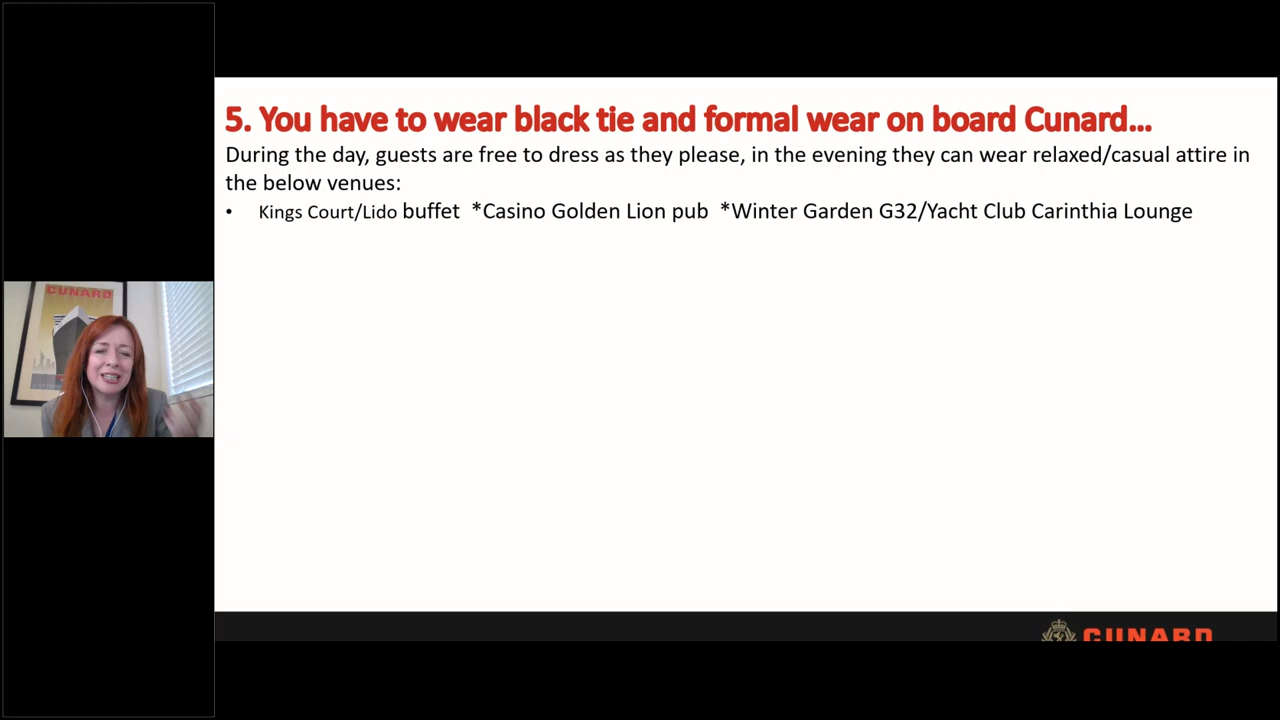 5. You have to wear black tie and formal wear on board Cunard...
During the day, guests are free to dress as they please, in the evening they can wear relaxed/casual attire in
the below venues:
• Kings Court/Lido buffet *Casino Golden Lion pub *Winter Garden G32/Yacht Club Carinthia Lounge
CUNARD
CUNARD